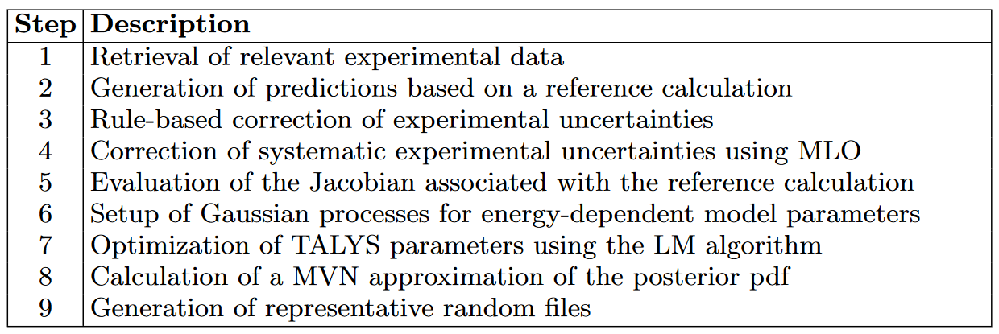 Step Description
1 Retrieval of relevant experimental data
2 Generation of predictions based on a reference calculation
3 Rule-based correction of experimental uncertainties
4 Correction of systematic experimental uncertainties using MLO
5 Evaluation of the Jacobian associated with the reference calculation
6 Setup of Gaussian processes for energy-dependent model parameters
7 Optimization of TALYS parameters using the LM algorithm
8 Calculation of a MVN approximation of the posterior pdf
9 Generation of representative random files